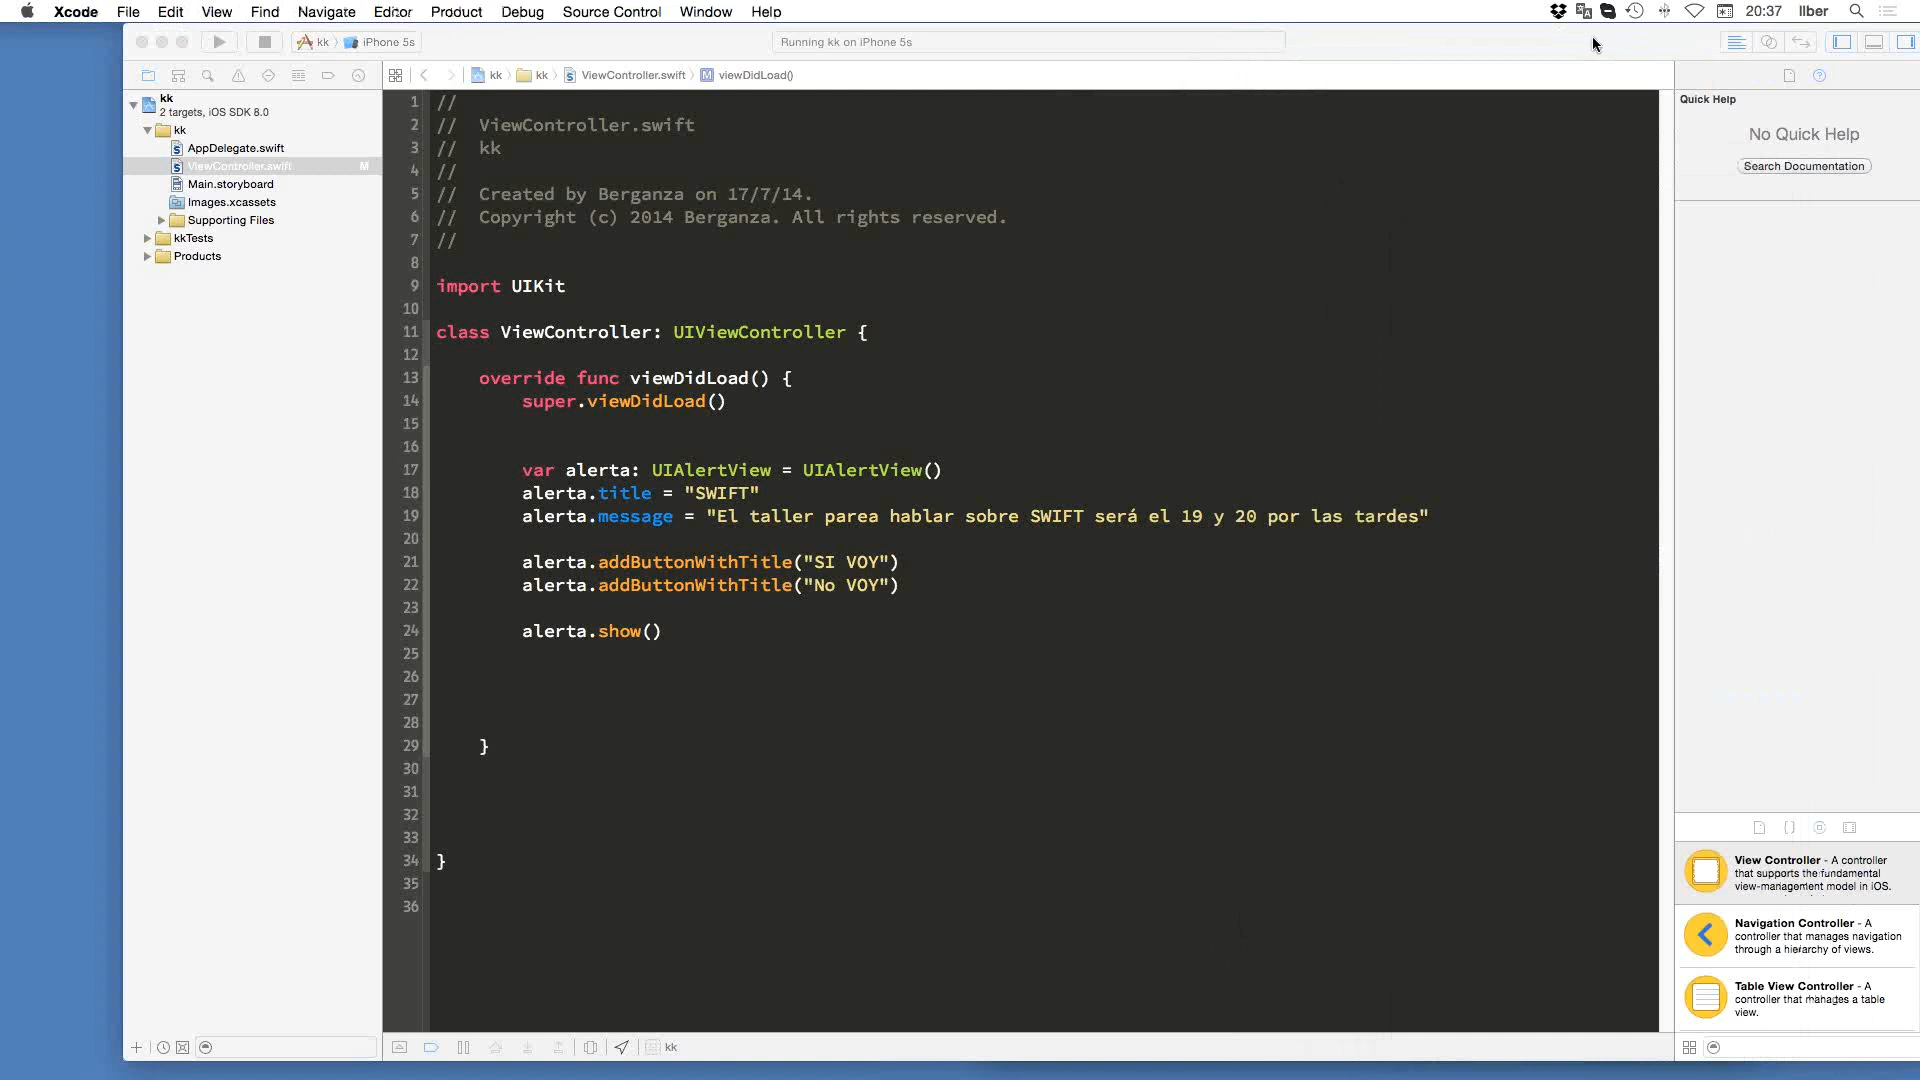 Xcode File Edit View Find Navigate Editor Product Debug Source Control Window Help 20:37 Ilber
kk iPhone 5s Running kk on iPhone 5s
kk kk ViewController.swift M viewDidLoad()
kk
2 targets, iOS SDK 8.0
kk
AppDelegate.swift
ViewController.swift M
Main.storyboard
Images.xcassets
Supporting Files
kkTests
Products
1 //
2 // ViewController.swift
3 // kk
4 //
5 // Created by Berganza on 17/7/14.
6 // Copyright (c) 2014 Berganza. All rights reserved.
7 //
8
9 import UIKit
10
11 class ViewController: UIViewController {
12
13 override func viewDidLoad() {
14 super.viewDidLoad()
15
16
17 var alerta: UIAlertView = UIAlertView()
18 alerta.title = "SWIFT"
19 alerta.message = "El taller parea hablar sobre SWIFT será el 19 y 20 por las tardes"
20
21 alerta.addButtonWithTitle("SI VOY")
22 alerta.addButtonWithTitle("No VOY")
23
24 alerta.show()
25
26
27
28
29 }
30
31
32
33
34 }
35
36
kk
Quick Help
No Quick Help
Search Documentation
View Controller - A controller
that supports the fundamental
view-management model in iOS.
Navigation Controller - A
controller that manages navigation
through a hierarchy of views.
Table View Controller - A
controller that manages a table
view.